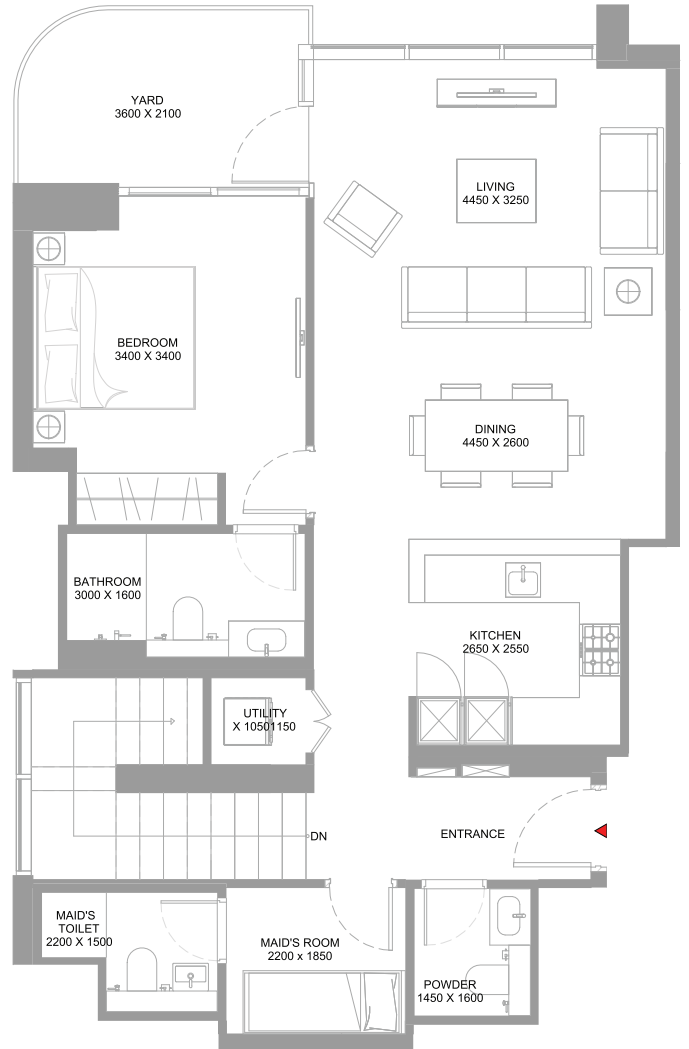 YARD
3600 X 2100
LIVING
4450 X 3250
BEDROOM
3400 X 3400
DINING
4450 X 2600
BATHROOM
3000 X 1600
KITCHEN
2650 X 2550
UTILITY
X 10501150
DN
ENTRANCE
MAID'S
TOILET
2200 X 1500
MAID'S ROOM
2200 x 1850
POWDER
1450 X 1600